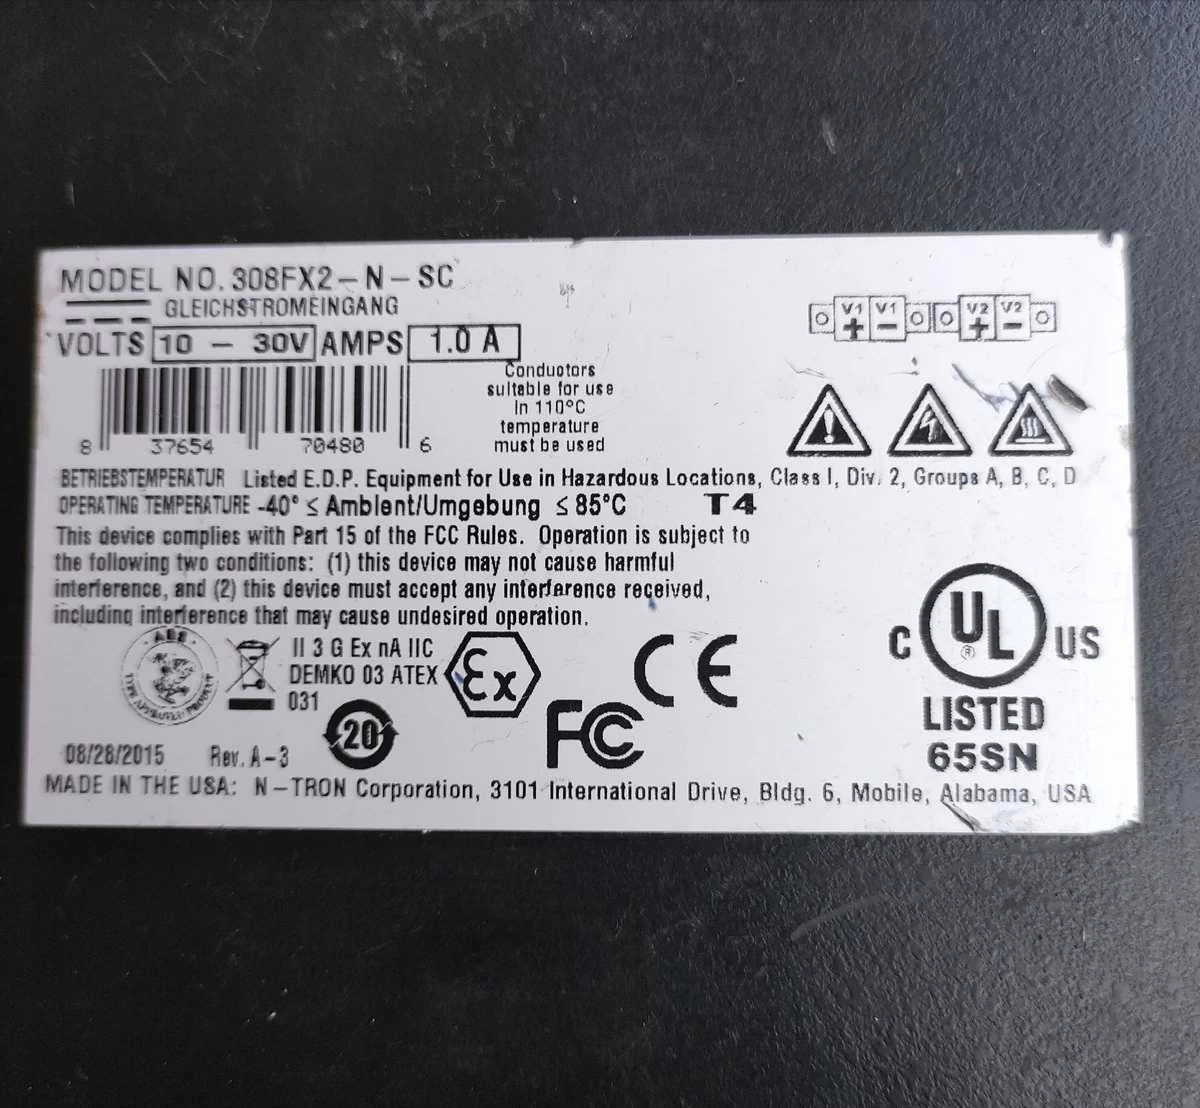 MODEL NO. 308FX2-N-SC
GLEICHSTROMEINGANG
VOLTS 10 - 30V AMPS 1.0 A
V1 V1 V2 V2
+ - + -
8 37654 70480 6
Conductors
suitable for use
in 110°C
temperature
must be used
BETRIEBSTEMPERATUR Listed E.D.P. Equipment for Use in Hazardous Locations, Class I, Div. 2, Groups A, B, C, D
OPERATING TEMPERATURE -40° ≤ Ambient/Umgebung ≤ 85°C T4
This device complies with Part 15 of the FCC Rules. Operation is subject to
the following two conditions: (1) this device may not cause harmful
interference, and (2) this device must accept any interference received,
including interference that may cause undesired operation.
ABS
TYPE APPROVED PRODUCT
II 3 G Ex nA IIC
DEMKO 03 ATEX
031
Ex
CE
FC
20
C UL ® US
LISTED
65SN
08/28/2015 Rev. A-3
MADE IN THE USA: N-TRON Corporation, 3101 International Drive, Bldg. 6, Mobile, Alabama, USA